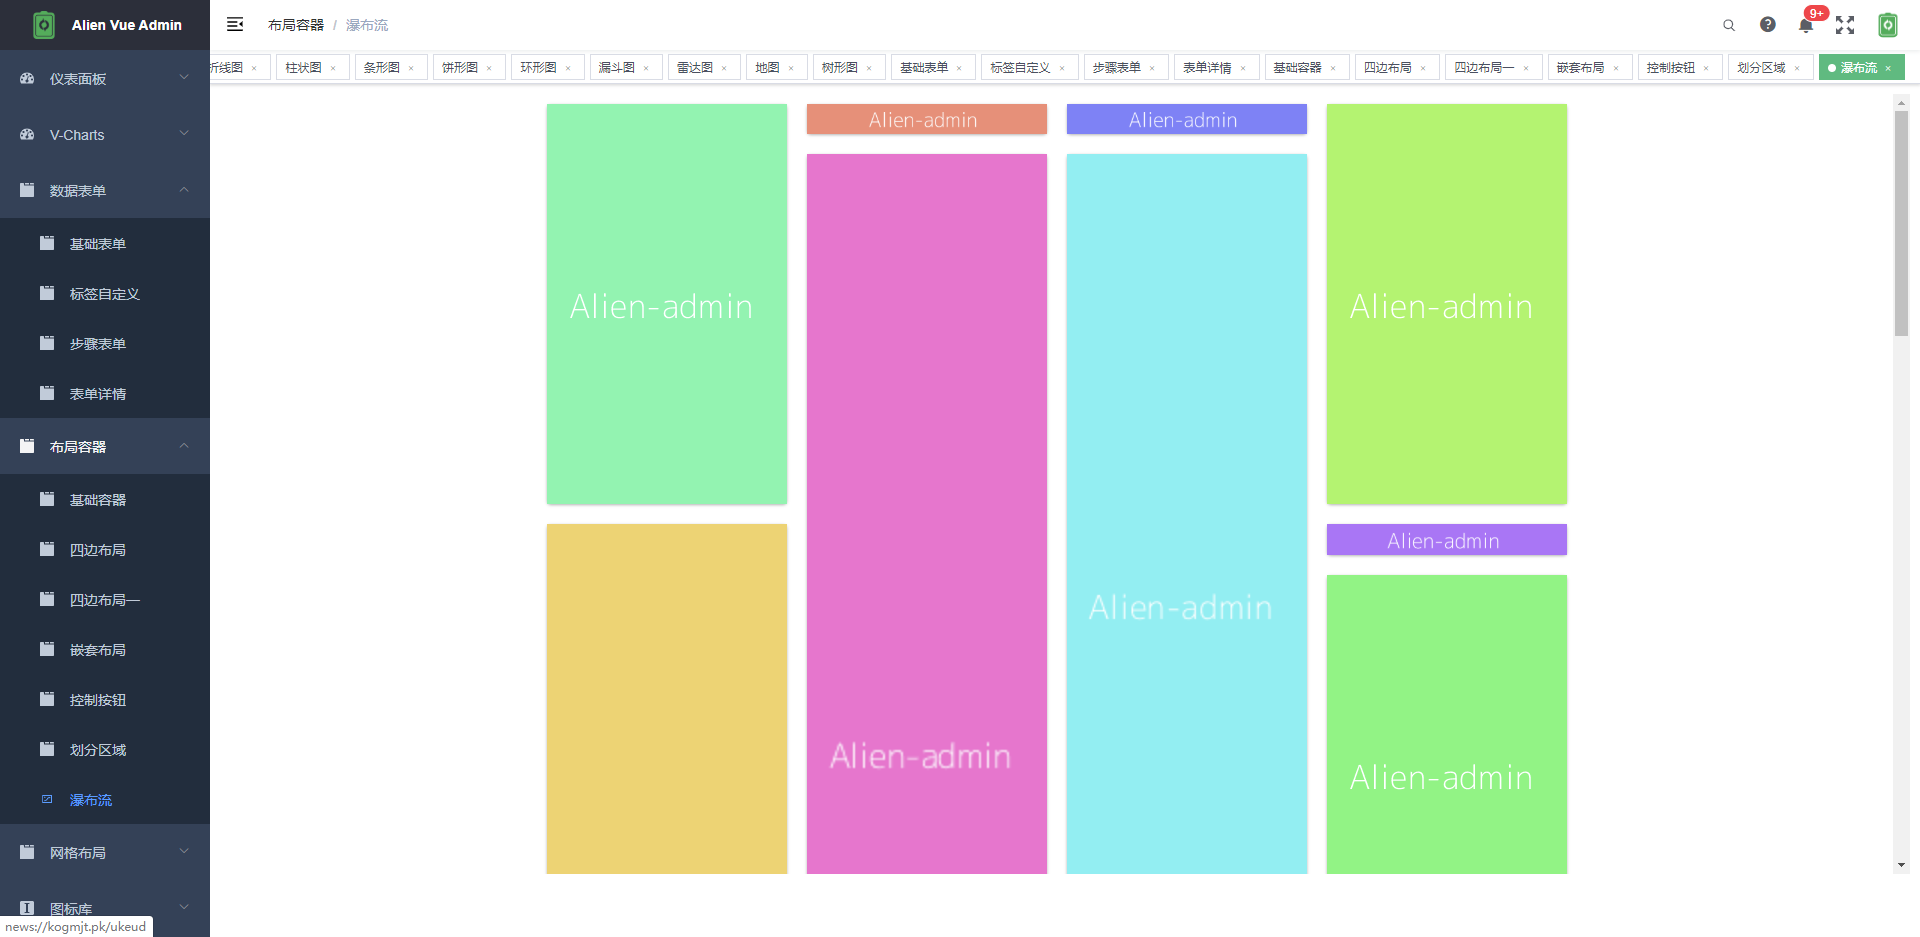 Alien Vue Admin
布局容器 / 瀑布流
9+
折线图 ×
柱状图 ×
条形图 ×
饼形图 ×
环形图 ×
漏斗图 ×
雷达图 ×
地图 ×
树形图 ×
基础表单 ×
标签自定义 ×
步骤表单 ×
表单详情 ×
基础容器 ×
四边布局 ×
四边布局一 ×
嵌套布局 ×
控制按钮 ×
划分区域 ×
瀑布流 ×
仪表面板
V-Charts
数据表单
基础表单
标签自定义
步骤表单
表单详情
布局容器
基础容器
四边布局
四边布局一
嵌套布局
控制按钮
划分区域
瀑布流
网格布局
图标库
news://kogmjt.pk/ukeud
Alien-admin
Alien-admin
Alien-admin
Alien-admin
Alien-admin
Alien-admin
Alien-admin
Alien-admin